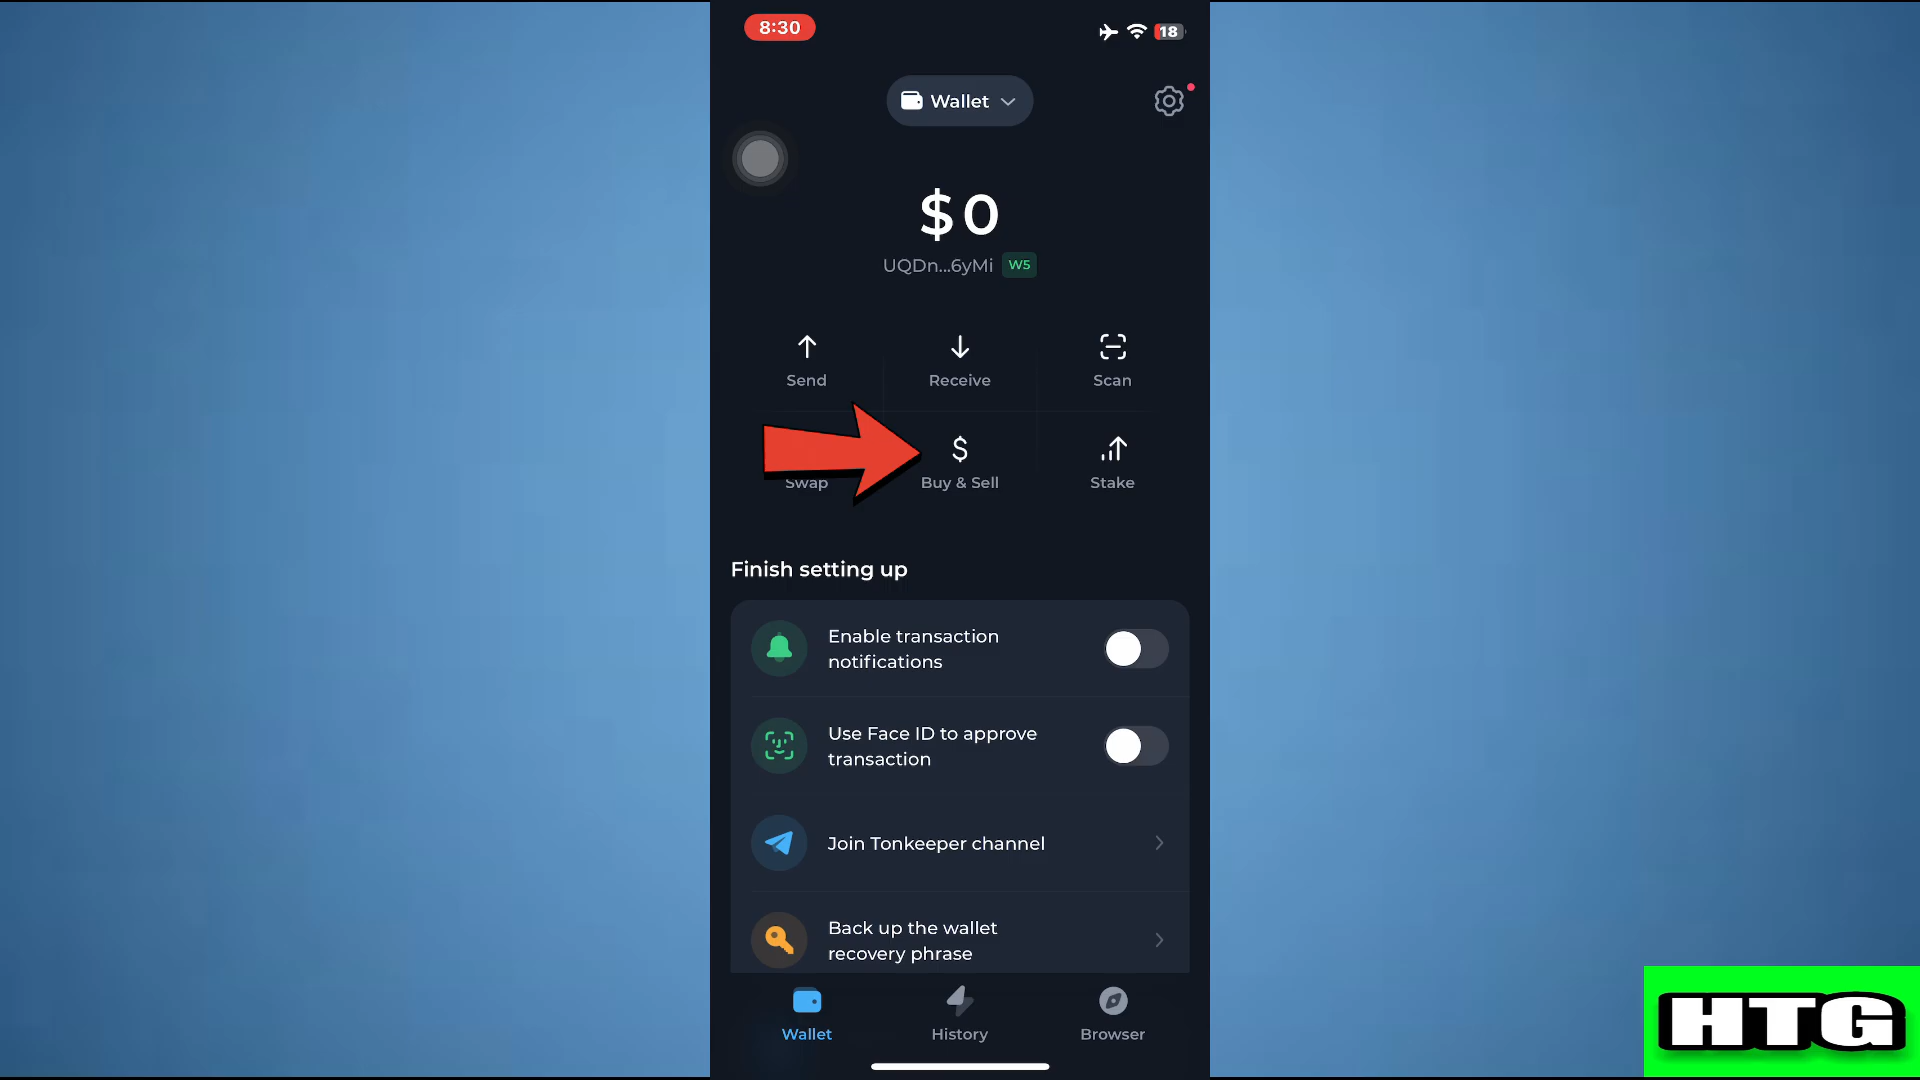 8:30
18
Wallet
$ 0
UQDn...6yMi W5
Send Receive Scan
$
Swap Buy & Sell Stake
Finish setting up
Enable transaction
notifications
Use Face ID to approve
transaction
Join Tonkeeper channel
Back up the wallet
recovery phrase
Wallet History Browser
HTG